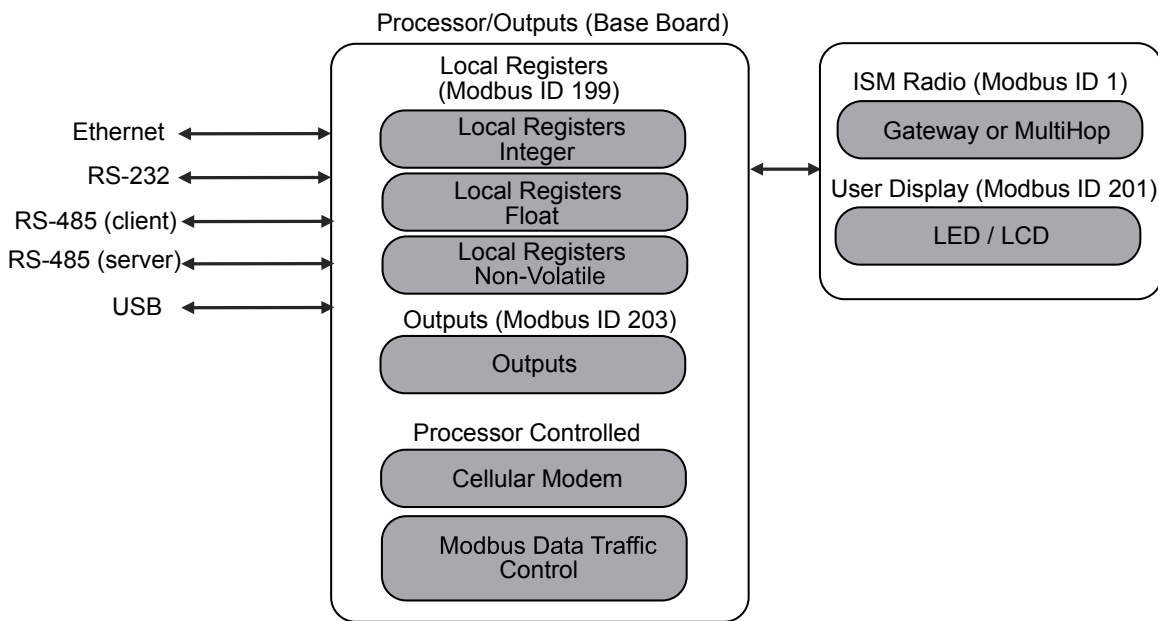 Processor/Outputs (Base Board)
Local Registers
(Modbus ID 199)
Local Registers
Integer
Local Registers
Float
Local Registers
Non-Volatile
Outputs (Modbus ID 203)
Outputs
Processor Controlled
Cellular Modem
Modbus Data Traffic
Control
Ethernet
RS-232
RS-485 (client)
RS-485 (server)
USB
ISM Radio (Modbus ID 1)
Gateway or MultiHop
User Display (Modbus ID 201)
LED / LCD